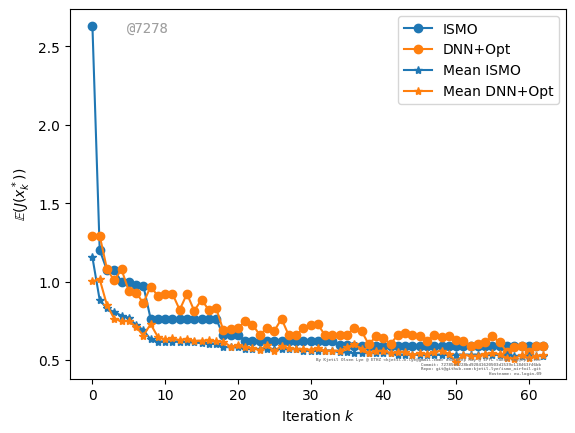 @7278
ISMO
DNN+Opt
Mean ISMO
Mean DNN+Opt
2.5
2.0
1.5
1.0
0.5
𝔼(J(x*k))
0 10 20 30 40 50 60
Iteration k